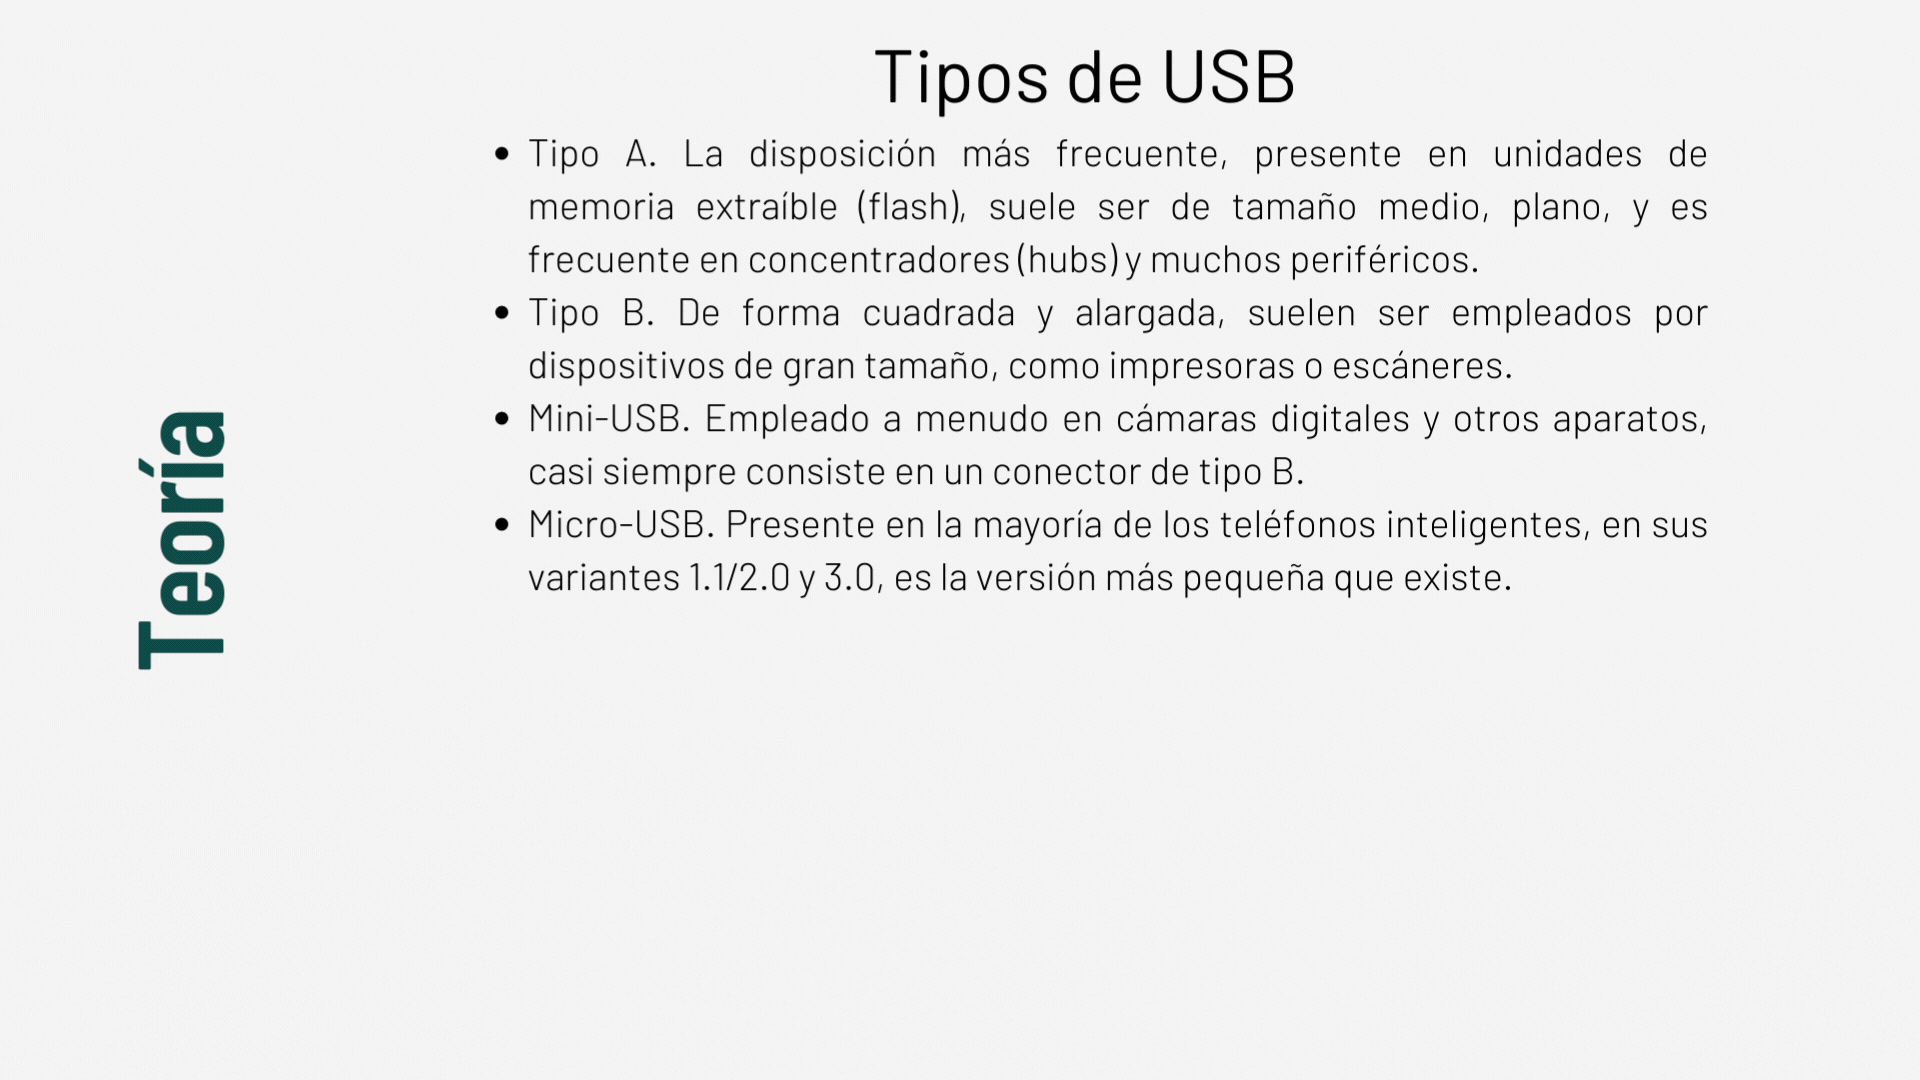 Tipos de USB
• Tipo A. La disposición más frecuente, presente en unidades de
memoria extraíble (flash), suele ser de tamaño medio, plano, y es
frecuente en concentradores (hubs) y muchos periféricos.
• Tipo B. De forma cuadrada y alargada, suelen ser empleados por
dispositivos de gran tamaño, como impresoras o escáneres.
• Mini-USB. Empleado a menudo en cámaras digitales y otros aparatos,
casi siempre consiste en un conector de tipo B.
• Micro-USB. Presente en la mayoría de los teléfonos inteligentes, en sus
variantes 1.1/2.0 y 3.0, es la versión más pequeña que existe.
Teoría